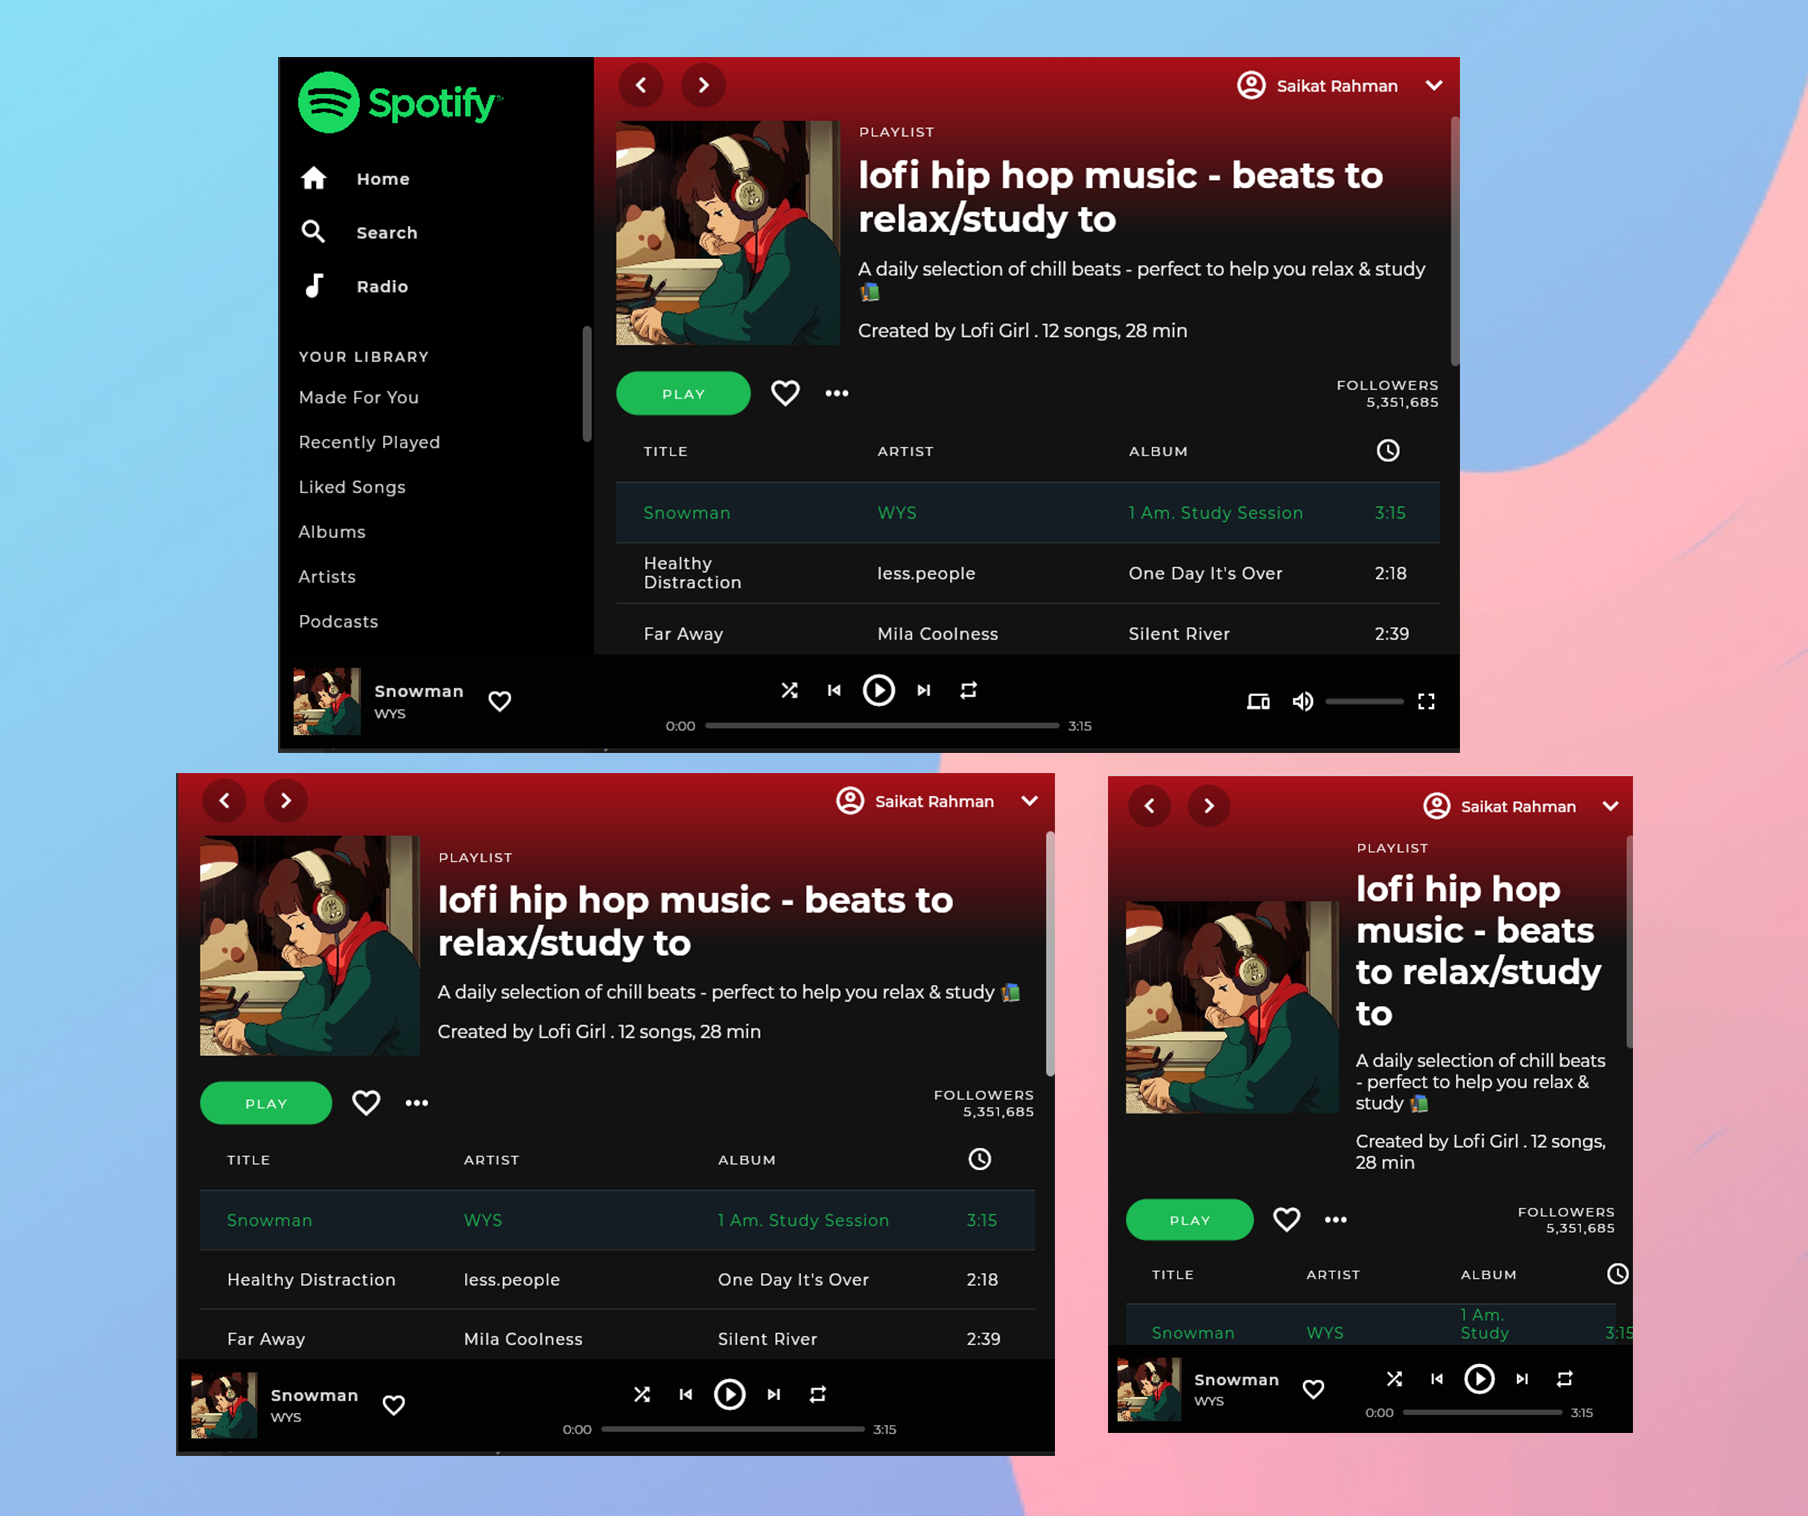 Spotify
Home
Search
Radio
YOUR LIBRARY
Made For You
Recently Played
Liked Songs
Albums
Artists
Podcasts
Saikat Rahman
PLAYLIST
lofi hip hop music - beats to
relax/study to
A daily selection of chill beats - perfect to help you relax & study
📚
Created by Lofi Girl . 12 songs, 28 min
PLAY
FOLLOWERS
5,351,685
TITLE ARTIST ALBUM
Snowman WYS 1 Am. Study Session 3:15
Healthy
Distraction less.people One Day It's Over 2:18
Far Away Mila Coolness Silent River 2:39
Snowman
WYS
0:00 3:15
Saikat Rahman
PLAYLIST
lofi hip hop music - beats to
relax/study to
A daily selection of chill beats - perfect to help you relax & study 📚
Created by Lofi Girl . 12 songs, 28 min
PLAY
FOLLOWERS
5,351,685
TITLE ARTIST ALBUM
Snowman WYS 1 Am. Study Session 3:15
Healthy Distraction less.people One Day It's Over 2:18
Far Away Mila Coolness Silent River 2:39
Snowman
WYS
0:00 3:15
Saikat Rahman
PLAYLIST
lofi hip hop
music - beats
to relax/study
to
A daily selection of chill beats
- perfect to help you relax &
study 📚
Created by Lofi Girl . 12 songs,
28 min
PLAY
FOLLOWERS
5,351,685
TITLE ARTIST ALBUM
1 Am.
Snowman WYS Study 3:15
Snowman
WYS
0:00 3:15